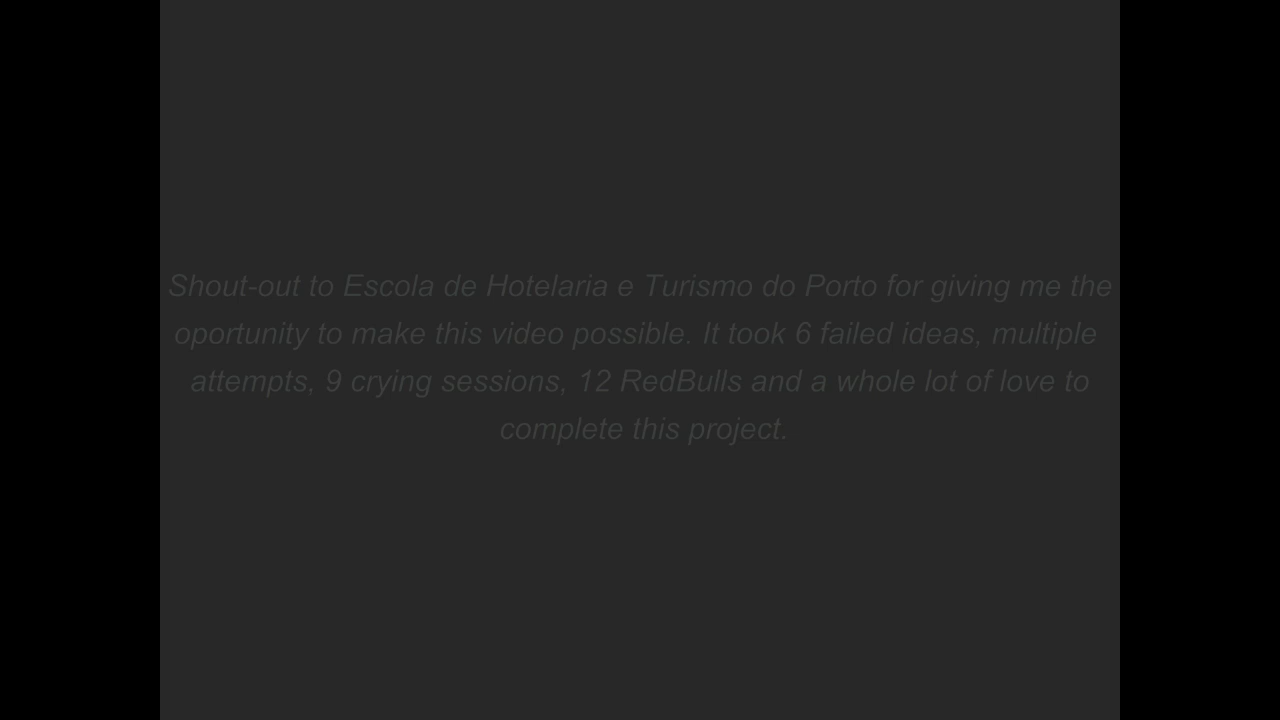 Shout-out to Escola de Hotelaria e Turismo do Porto for giving me the
oportunity to make this video possible. It took 6 failed ideas, multiple
attempts, 9 crying sessions, 12 RedBulls and a whole lot of love to
complete this project.